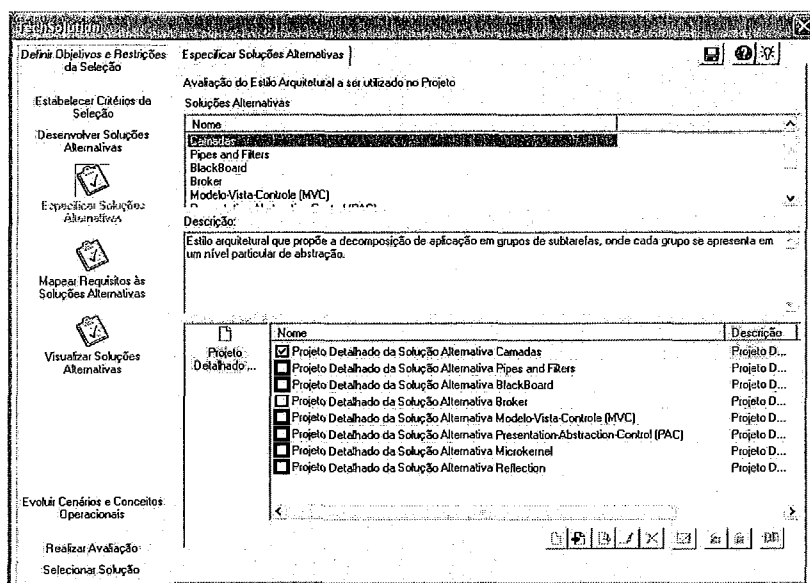 TechSolution
Definir Objetivos e Restrições da Seleção
Estabelecer Critérios de Seleção
Desenvolver Soluções Alternativas
Especificar Soluções Alternativas
Mapear Requisitos às Soluções Alternativas
Visualizar Soluções Alternativas
Evoluir Cenários e Conceitos Operacionais
Realizar Avaliação
Selecionar Solução
Especificar Soluções Alternativas
Avaliação do Estilo Arquitetural a ser utilizado no Projeto
Soluções Alternativas
Nome
Camadas
Pipes and Filters
BlackBoard
Broker
Modelo-Vista-Controle (MVC)
Descrição:
Estilo arquitetural que propõe a decomposição de aplicação em grupos de subtarefas, onde cada grupo se apresenta em
um nível particular de abstração.
Projeto
Detalhado ...
Nome Descrição
Projeto Detalhado da Solução Alternativa Camadas Projeto D...
Projeto Detalhado da Solução Alternativa Pipes and Filters Projeto D...
Projeto Detalhado da Solução Alternativa BlackBoard Projeto D...
Projeto Detalhado da Solução Alternativa Broker Projeto D...
Projeto Detalhado da Solução Alternativa Modelo-Vista-Controle (MVC) Projeto D...
Projeto Detalhado da Solução Alternativa Presentation-Abstraction-Control (PAC) Projeto D...
Projeto Detalhado da Solução Alternativa Microkernel Projeto D...
Projeto Detalhado da Solução Alternativa Reflection Projeto D...